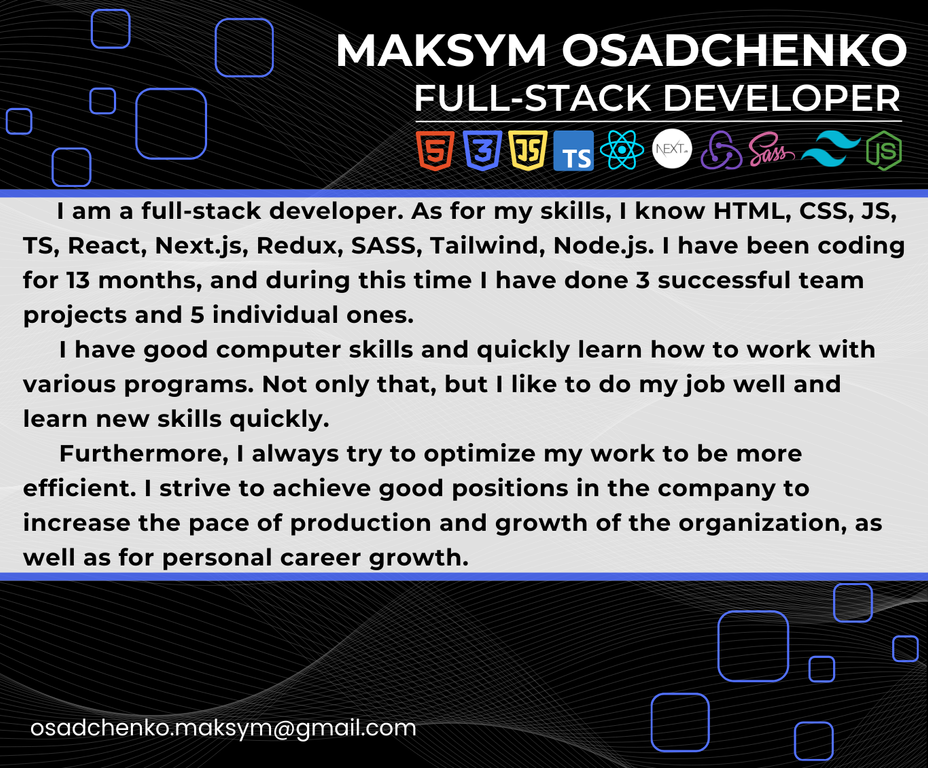 MAKSYM OSADCHENKO
FULL-STACK DEVELOPER
5 3 JS TS NEXT.JS Sass JS
I am a full-stack developer. As for my skills, I know HTML, CSS, JS,
TS, React, Next.js, Redux, SASS, Tailwind, Node.js. I have been coding
for 13 months, and during this time I have done 3 successful team
projects and 5 individual ones.
I have good computer skills and quickly learn how to work with
various programs. Not only that, but I like to do my job well and
learn new skills quickly.
Furthermore, I always try to optimize my work to be more
efficient. I strive to achieve good positions in the company to
increase the pace of production and growth of the organization, as
well as for personal career growth.
osadchenko.maksym@gmail.com